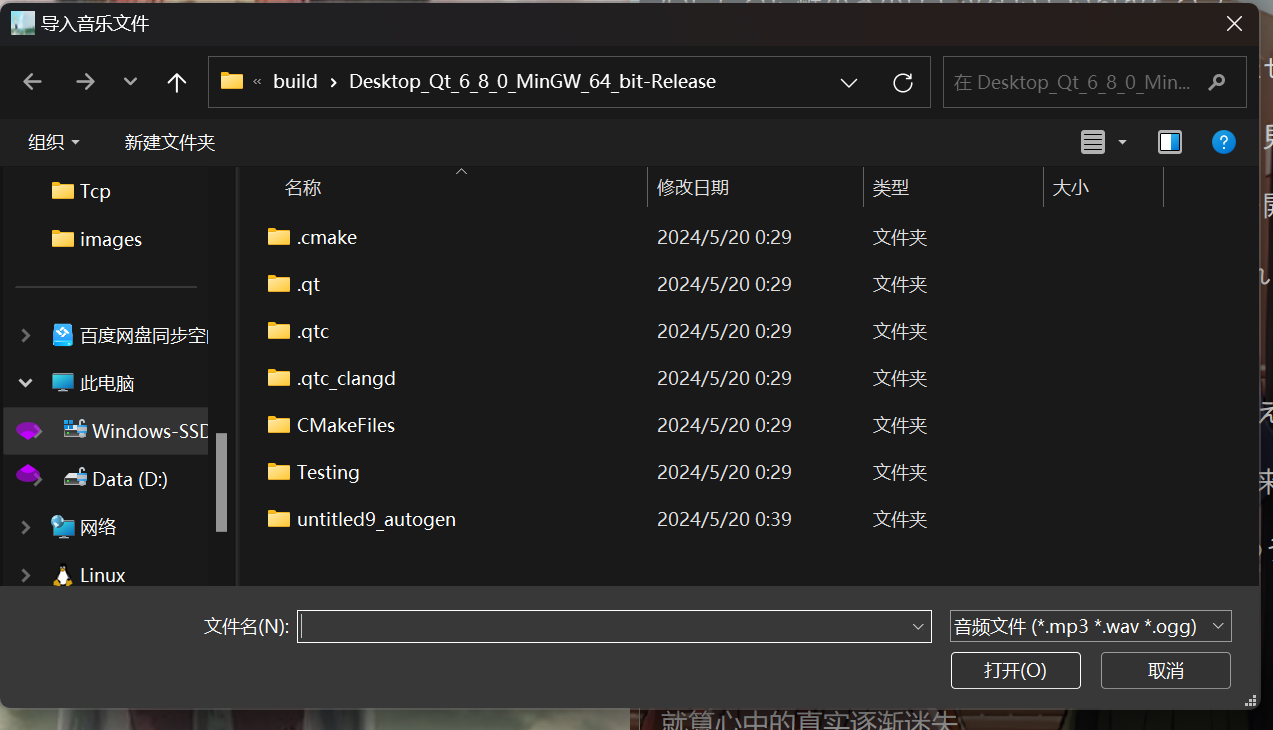 导入音乐文件
« build › Desktop_Qt_6_8_0_MinGW_64_bit-Release
在 Desktop_Qt_6_8_0_Min...
组织
新建文件夹
Tcp
images
百度网盘同步空
此电脑
Windows-SSD
Data (D:)
网络
Linux
名称 修改日期 类型 大小
.cmake 2024/5/20 0:29 文件夹
.qt 2024/5/20 0:29 文件夹
.qtc 2024/5/20 0:29 文件夹
.qtc_clangd 2024/5/20 0:29 文件夹
CMakeFiles 2024/5/20 0:29 文件夹
Testing 2024/5/20 0:29 文件夹
untitled9_autogen 2024/5/20 0:39 文件夹
文件名(N):
音频文件 (*.mp3 *.wav *.ogg)
打开(O) 取消
就算心中的真实逐渐迷失